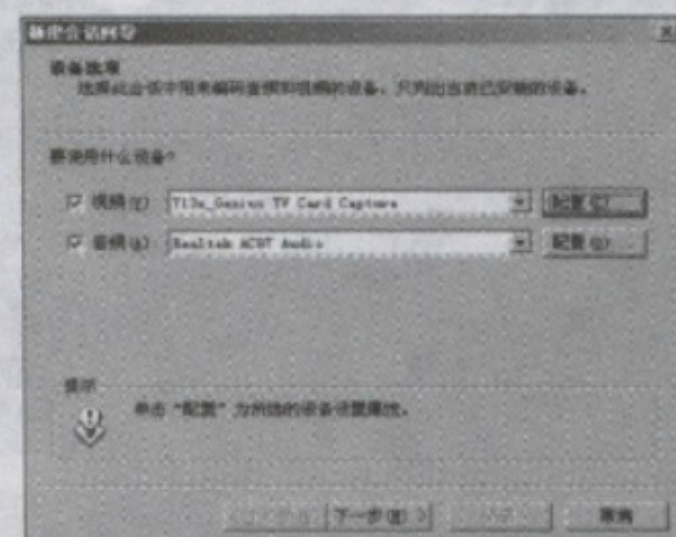 新建会话向导
设备选项
选择此会话中用来编码音频和视频的设备。只列出当前已安装的设备。
要使用什么设备?
视频(V) 713x_Genius TV Card Capture 配置(C)...
音频(A) Realtek AC97 Audio 配置(O)...
提示
单击“配置”为所选的设备设置属性。
下一步(N) > 取消